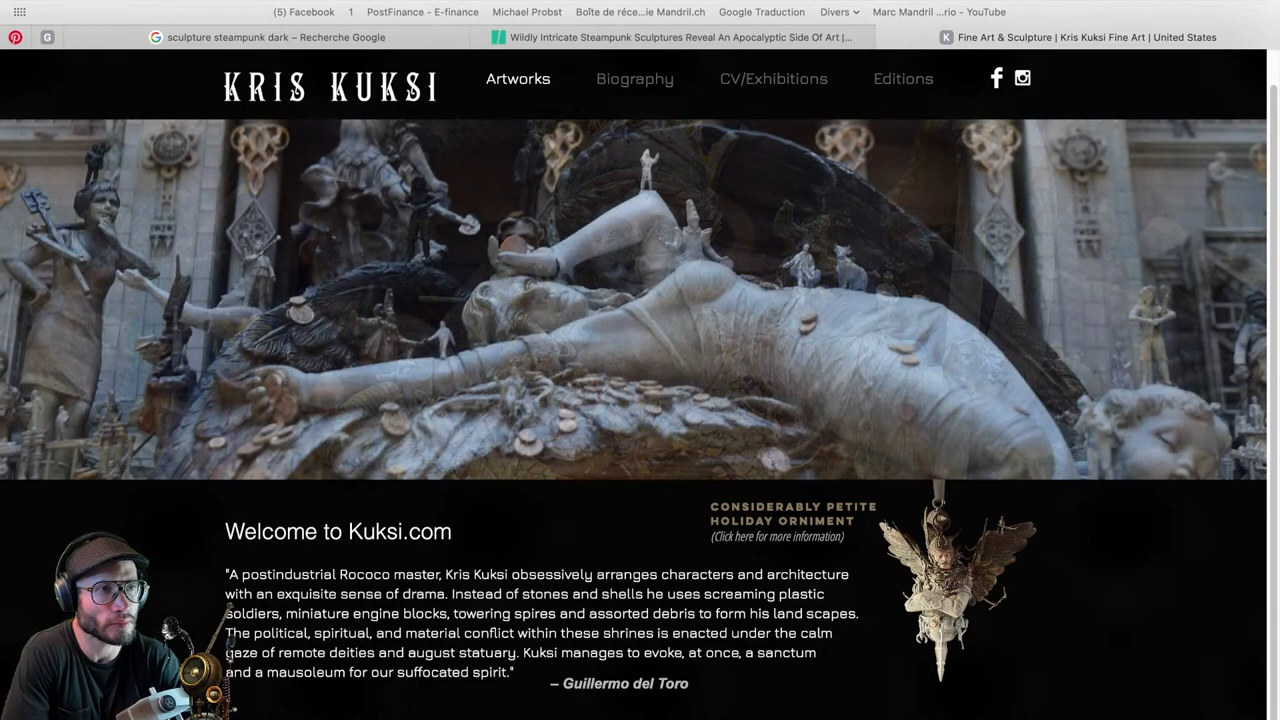 (5) Facebook 1 PostFinance - E-finance Michael Probst Boîte de réce...ie Mandril.ch Google Traduction Divers Marc Mandril ...rio - YouTube
G sculpture steampunk dark – Recherche Google Wildly Intricate Steampunk Sculptures Reveal An Apocalyptic Side Of Art |... K Fine Art & Sculpture | Kris Kuksi Fine Art | United States
KRIS KUKSI Artworks Biography CV/Exhibitions Editions
CONSIDERABLY PETITE
HOLIDAY ORNIMENT
(Click here for more information)
Welcome to Kuksi.com
"A postindustrial Rococo master, Kris Kuksi obsessively arranges characters and architecture
with an exquisite sense of drama. Instead of stones and shells he uses screaming plastic
soldiers, miniature engine blocks, towering spires and assorted debris to form his land scapes.
The political, spiritual, and material conflict within these shrines is enacted under the calm
gaze of remote deities and august statuary. Kuksi manages to evoke, at once, a sanctum
and a mausoleum for our suffocated spirit."
– Guillermo del Toro